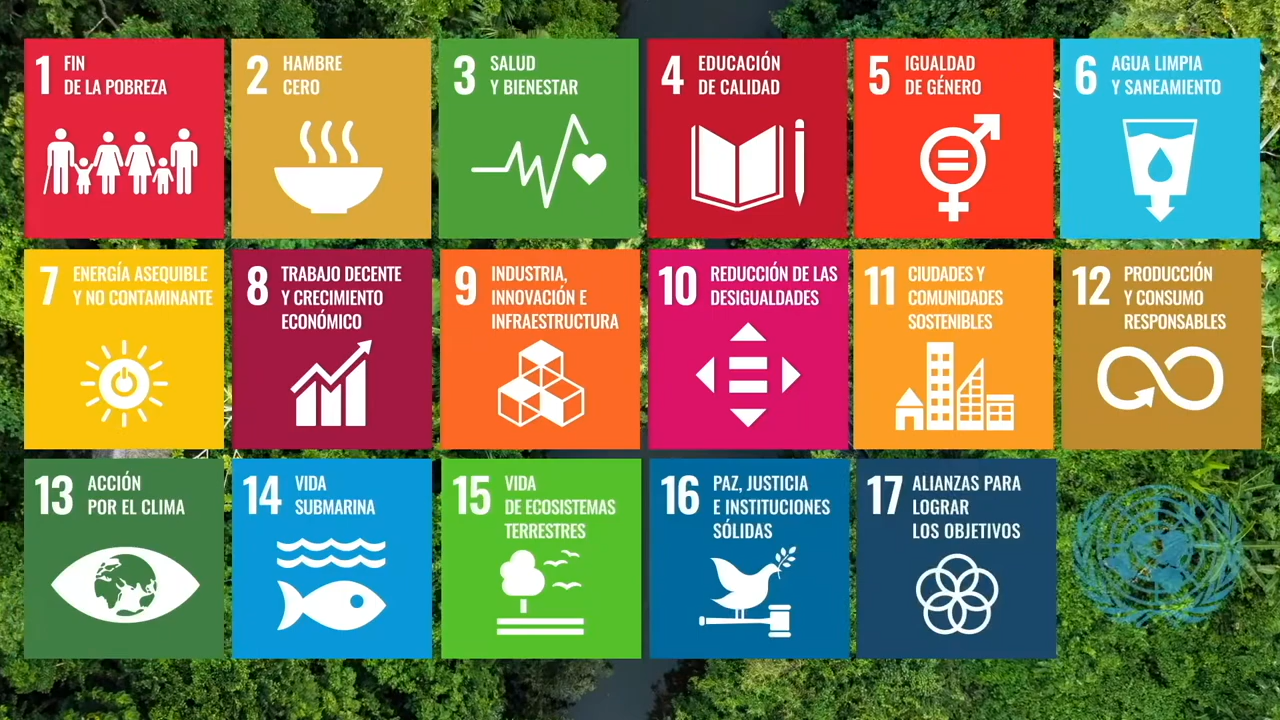 1 FIN
DE LA POBREZA
2 HAMBRE
CERO
3 SALUD
Y BIENESTAR
4 EDUCACIÓN
DE CALIDAD
5 IGUALDAD
DE GÉNERO
6 AGUA LIMPIA
Y SANEAMIENTO
7 ENERGÍA ASEQUIBLE
Y NO CONTAMINANTE
8 TRABAJO DECENTE
Y CRECIMIENTO
ECONÓMICO
9 INDUSTRIA,
INNOVACIÓN E
INFRAESTRUCTURA
10 REDUCCIÓN DE LAS
DESIGUALDADES
11 CIUDADES Y
COMUNIDADES
SOSTENIBLES
12 PRODUCCIÓN
Y CONSUMO
RESPONSABLES
13 ACCIÓN
POR EL CLIMA
14 VIDA
SUBMARINA
15 VIDA
DE ECOSISTEMAS
TERRESTRES
16 PAZ, JUSTICIA
E INSTITUCIONES
SÓLIDAS
17 ALIANZAS PARA
LOGRAR
LOS OBJETIVOS